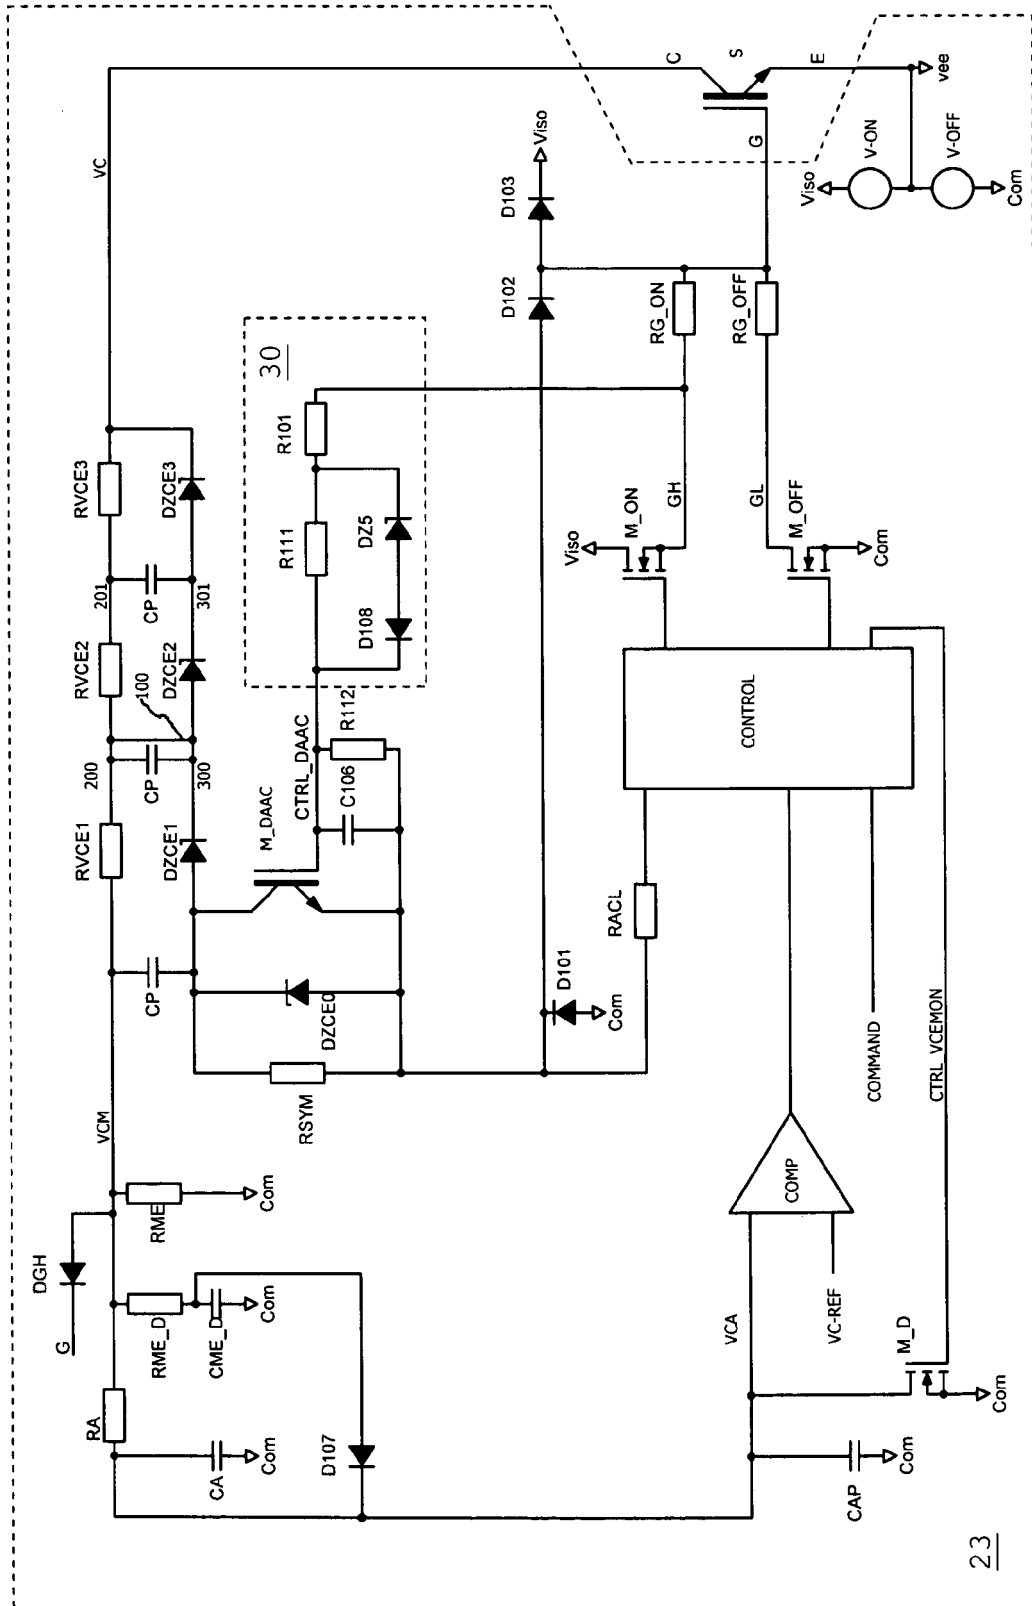 VC
C
S
E
G
vee
Viso
V-ON
V-OFF
Com
Viso
D103
D102
RG_ON
RG_OFF
30
R101
R111
DZ5
D108
GH
GL
M_ON
M_OFF
Viso
Com
RVCE3
DZCE3
201
CP
301
RVCE2
DZCE2
100
200
CP
300
RVCE1
DZCE1
R112
CTRL_DAAC
C106
M_DAAC
CP
DZCE0
RSYM
D101
Com
RACL
CONTROL
COMMAND
CTRL_VCEMON
VCM
RME
Com
DGH
G
RME_D
CME_D
Com
RA
CA
Com
D107
COMP
VCA
VC-REF
M_D
Com
CAP
Com
23